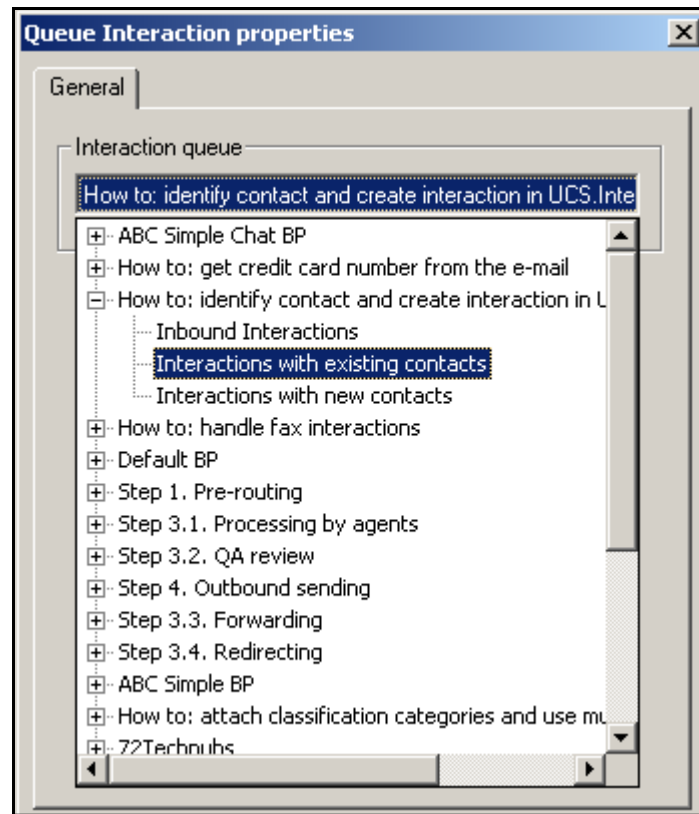 Queue Interaction properties
General
Interaction queue
How to: identify contact and create interaction in UCS.Inte
ABC Simple Chat BP
How to: get credit card number from the e-mail
How to: identify contact and create interaction in U
Inbound Interactions
Interactions with existing contacts
Interactions with new contacts
How to: handle fax interactions
Default BP
Step 1. Pre-routing
Step 3.1. Processing by agents
Step 3.2. QA review
Step 4. Outbound sending
Step 3.3. Forwarding
Step 3.4. Redirecting
ABC Simple BP
How to: attach classification categories and use mu
72Technubs